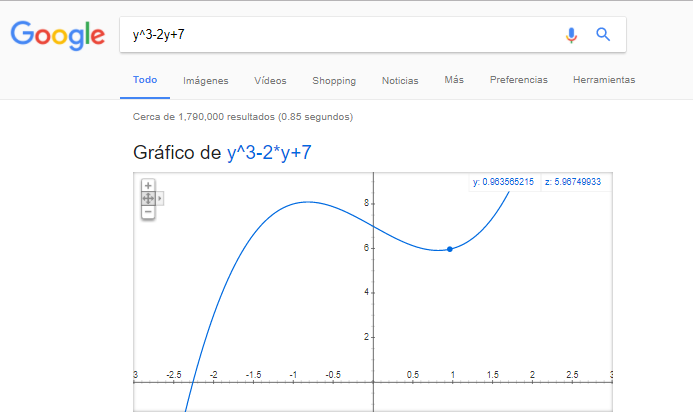 Google y^3-2y+7
Todo Imágenes Vídeos Shopping Noticias Más Preferencias Herramientas
Cerca de 1,790,000 resultados (0.85 segundos)
Gráfico de y^3-2*y+7
y: 0.963565215 z: 5.96749933
8
6
4
2
3 -2.5 -2 -1.5 -1 -0.5 0.5 1 1.5 2 2.5 3